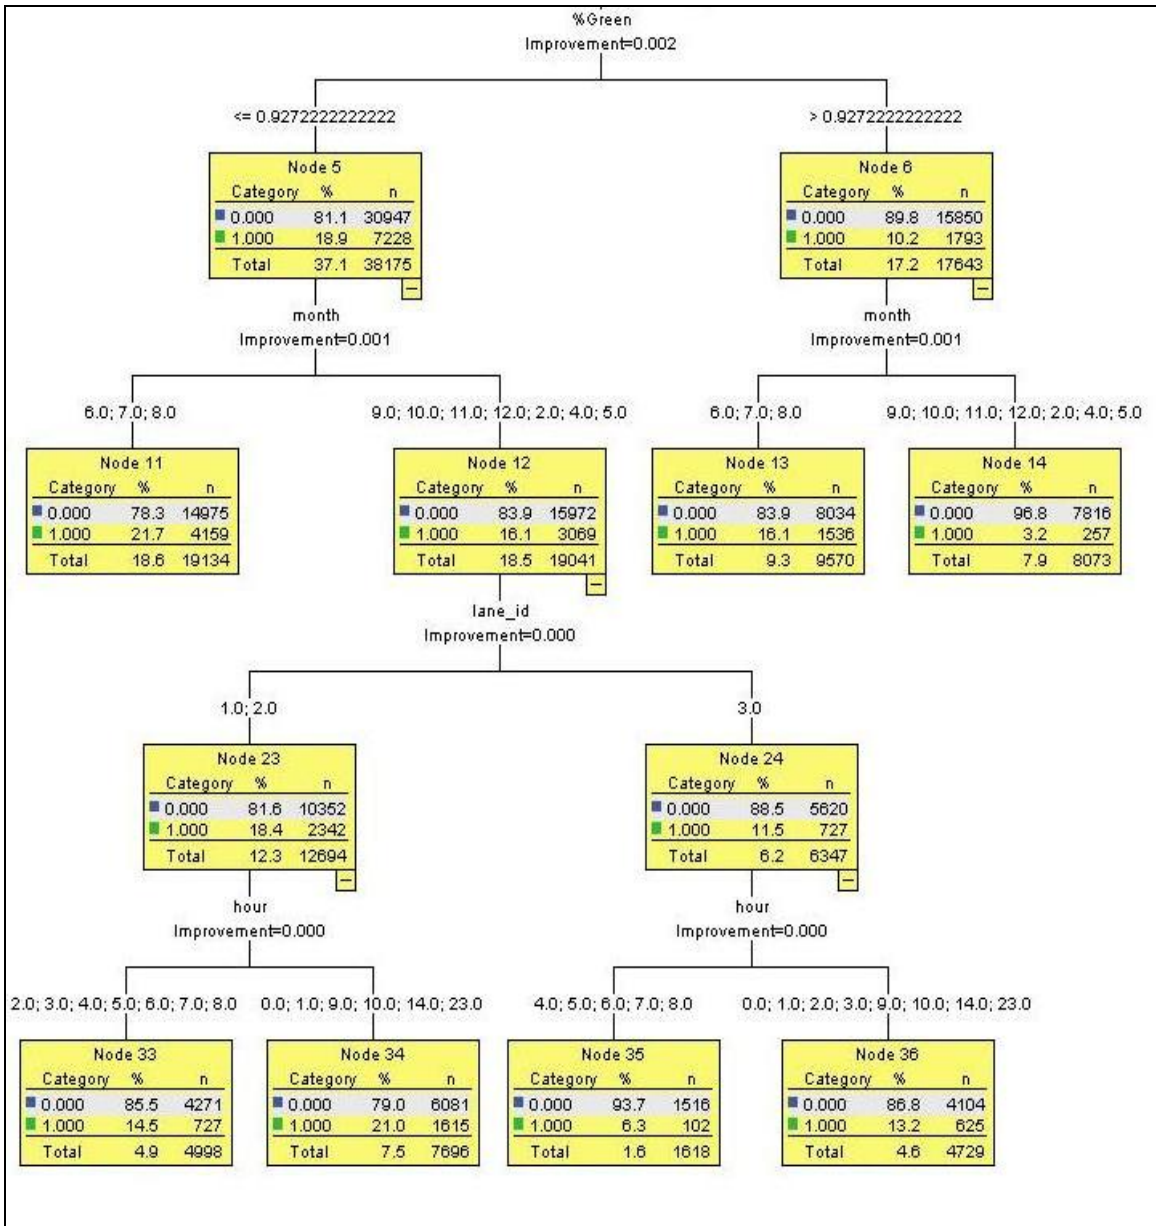 %Green
Improvement=0.002
<= 0.9272222222222
> 0.9272222222222
Node 5
Category % n
0.000 81.1 30947
1.000 18.9 7228
Total 37.1 38175
Node 6
Category % n
0.000 89.8 15850
1.000 10.2 1793
Total 17.2 17643
month
Improvement=0.001
month
Improvement=0.001
6.0; 7.0; 8.0
9.0; 10.0; 11.0; 12.0; 2.0; 4.0; 5.0
6.0; 7.0; 8.0
9.0; 10.0; 11.0; 12.0; 2.0; 4.0; 5.0
Node 11
Category % n
0.000 78.3 14975
1.000 21.7 4159
Total 18.6 19134
Node 12
Category % n
0.000 83.9 15972
1.000 16.1 3069
Total 18.5 19041
Node 13
Category % n
0.000 83.9 8034
1.000 16.1 1536
Total 9.3 9570
Node 14
Category % n
0.000 96.8 7816
1.000 3.2 257
Total 7.9 8073
lane_id
Improvement=0.000
1.0; 2.0
3.0
Node 23
Category % n
0.000 81.6 10352
1.000 18.4 2342
Total 12.3 12694
Node 24
Category % n
0.000 88.5 5620
1.000 11.5 727
Total 6.2 6347
hour
Improvement=0.000
hour
Improvement=0.000
2.0; 3.0; 4.0; 5.0; 6.0; 7.0; 8.0
0.0; 1.0; 9.0; 10.0; 14.0; 23.0
4.0; 5.0; 6.0; 7.0; 8.0
0.0; 1.0; 2.0; 3.0; 9.0; 10.0; 14.0; 23.0
Node 33
Category % n
0.000 85.5 4271
1.000 14.5 727
Total 4.9 4998
Node 34
Category % n
0.000 79.0 6081
1.000 21.0 1615
Total 7.5 7696
Node 35
Category % n
0.000 93.7 1516
1.000 6.3 102
Total 1.6 1618
Node 36
Category % n
0.000 86.8 4104
1.000 13.2 625
Total 4.6 4729